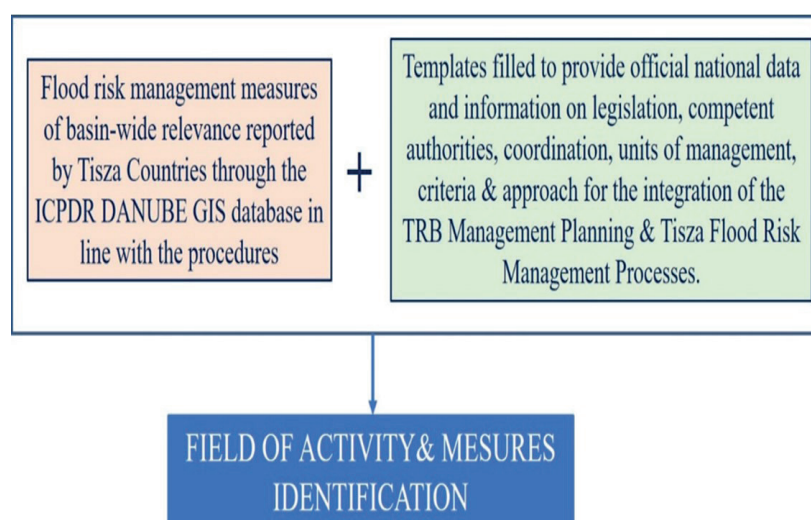 Flood risk management measures
of basin-wide relevance reported
by Tisza Countries through the
ICPDR DANUBE GIS database in
line with the procedures
+
Templates filled to provide official national data
and information on legislation, competent
authorities, coordination, units of management,
criteria & approach for the integration of the
TRB Management Planning & Tisza Flood Risk
Management Processes.
FIELD OF ACTIVITY& MESURES
IDENTIFICATION